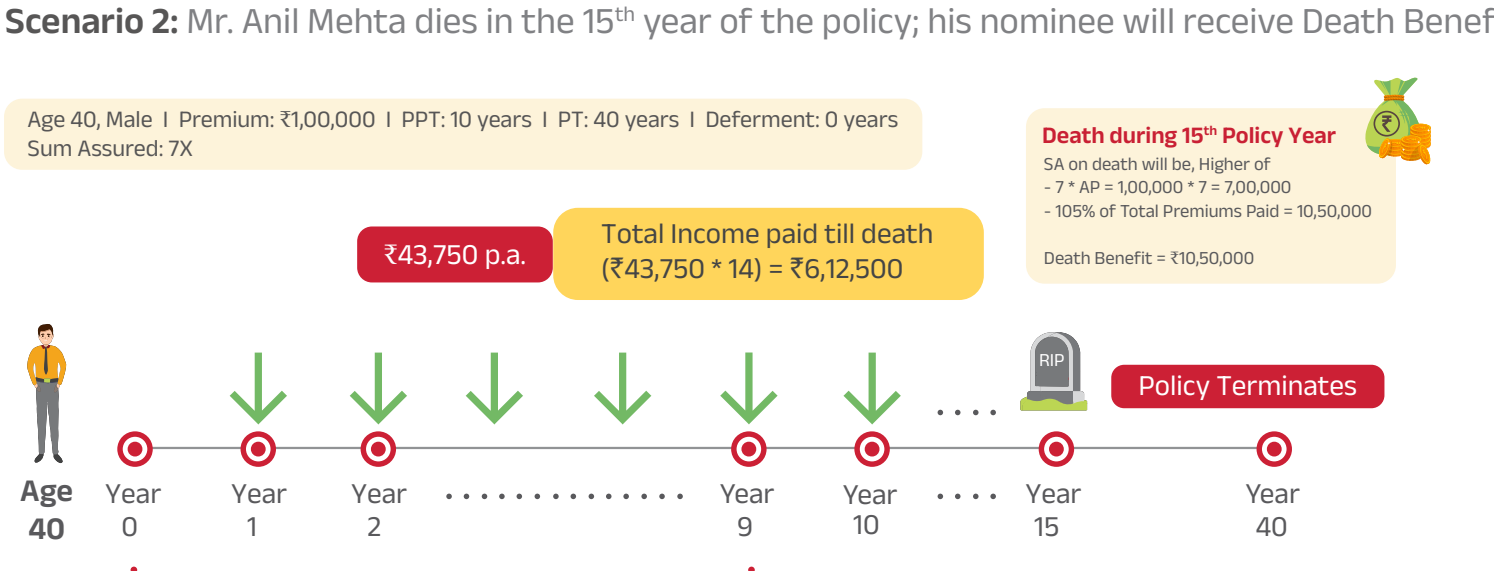 Scenario 2: Mr. Anil Mehta dies in the 15th year of the policy; his nominee will receive Death Benef
Age 40, Male I Premium: ₹1,00,000 I PPT: 10 years I PT: 40 years I Deferment: 0 years
Sum Assured: 7X
Death during 15th Policy Year
SA on death will be, Higher of
- 7 * AP = 1,00,000 * 7 = 7,00,000
- 105% of Total Premiums Paid = 10,50,000
Death Benefit = ₹10,50,000
₹
₹43,750 p.a.
Total Income paid till death
(₹43,750 * 14) = ₹6,12,500
RIP
Policy Terminates
Age
40
Year
0
Year
1
Year
2
Year
9
Year
10
Year
15
Year
40